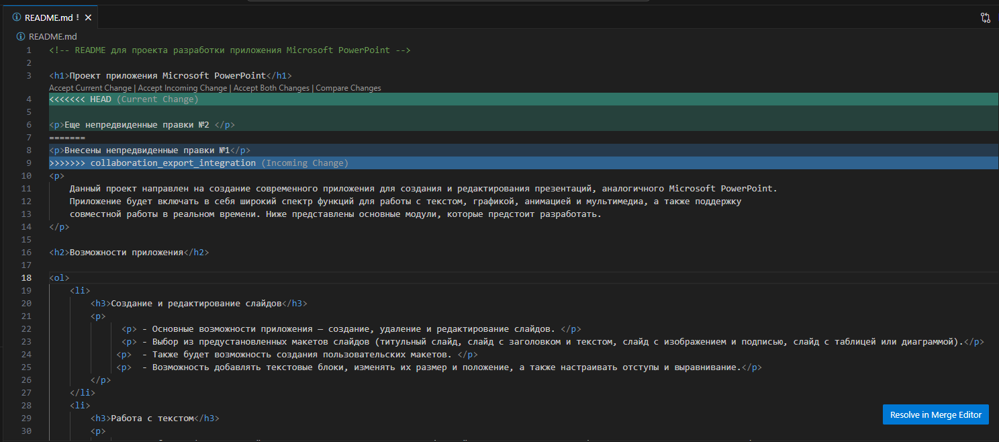 README.md !
README.md
1 <!-- README для проекта разработки приложения Microsoft PowerPoint -->
2
3 <h1>Проект приложения Microsoft PowerPoint</h1>
Accept Current Change | Accept Incoming Change | Accept Both Changes | Compare Changes
4 <<<<<<< HEAD (Current Change)
5
6 <p>Еще непредвиденные правки №2 </p>
7 =======
8 <p>Внесены непредвиденные правки №1</p>
9 >>>>>>> collaboration_export_integration (Incoming Change)
10 <p>
11 Данный проект направлен на создание современного приложения для создания и редактирования презентаций, аналогичного Microsoft PowerPoint.
12 Приложение будет включать в себя широкий спектр функций для работы с текстом, графикой, анимацией и мультимедиа, а также поддержку
13 совместной работы в реальном времени. Ниже представлены основные модули, которые предстоит разработать.
14 </p>
15
16 <h2>Возможности приложения</h2>
17
18 <ol>
19 <li>
20 <h3>Создание и редактирование слайдов</h3>
21 <p>
22 <p> - Основные возможности приложения — создание, удаление и редактирование слайдов. </p>
23 <p> - Выбор из предустановленных макетов слайдов (титульный слайд, слайд с заголовком и текстом, слайд с изображением и подписью, слайд с таблицей или диаграммой).</p>
24 <p>  - Также будет возможность создания пользовательских макетов. </p>
25 <p>  - Возможность добавлять текстовые блоки, изменять их размер и положение, а также настраивать отступы и выравнивание.</p>
26 </p>
27 </li>
28 <li>
29 <h3>Работа с текстом</h3>
30 <p>
Resolve in Merge Editor